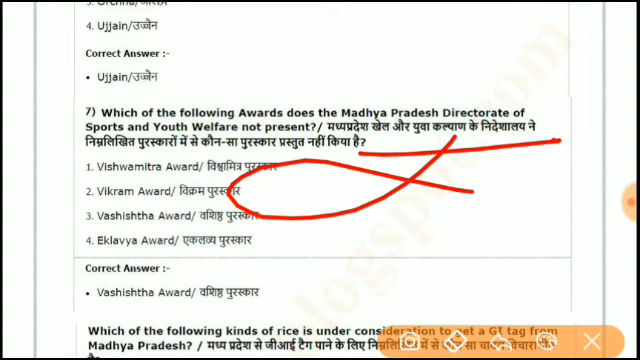 4. Ujjain/उज्जैन
Correct Answer :-
• Ujjain/उज्जैन
7) Which of the following Awards does the Madhya Pradesh Directorate of
Sports and Youth Welfare not present?/ मध्यप्रदेश खेल और युवा कल्याण के निदेशालय ने
निम्नलिखित पुरस्कारों में से कौन-सा पुरस्कार प्रस्तुत नहीं किया है?
1. Vishwamitra Award/ विश्वामित्र पुरस्कार
2. Vikram Award/ विक्रम पुरस्कार
3. Vashishtha Award/ वशिष्ठ पुरस्कार
4. Eklavya Award/ एकलव्य पुरस्कार
Correct Answer :-
• Vashishtha Award/ वशिष्ठ पुरस्कार
Which of the following kinds of rice is under consideration to get a GI tag from
Madhya Pradesh? / मध्य प्रदेश से जीआई टैग पाने के लिए निम्नलिखित में से